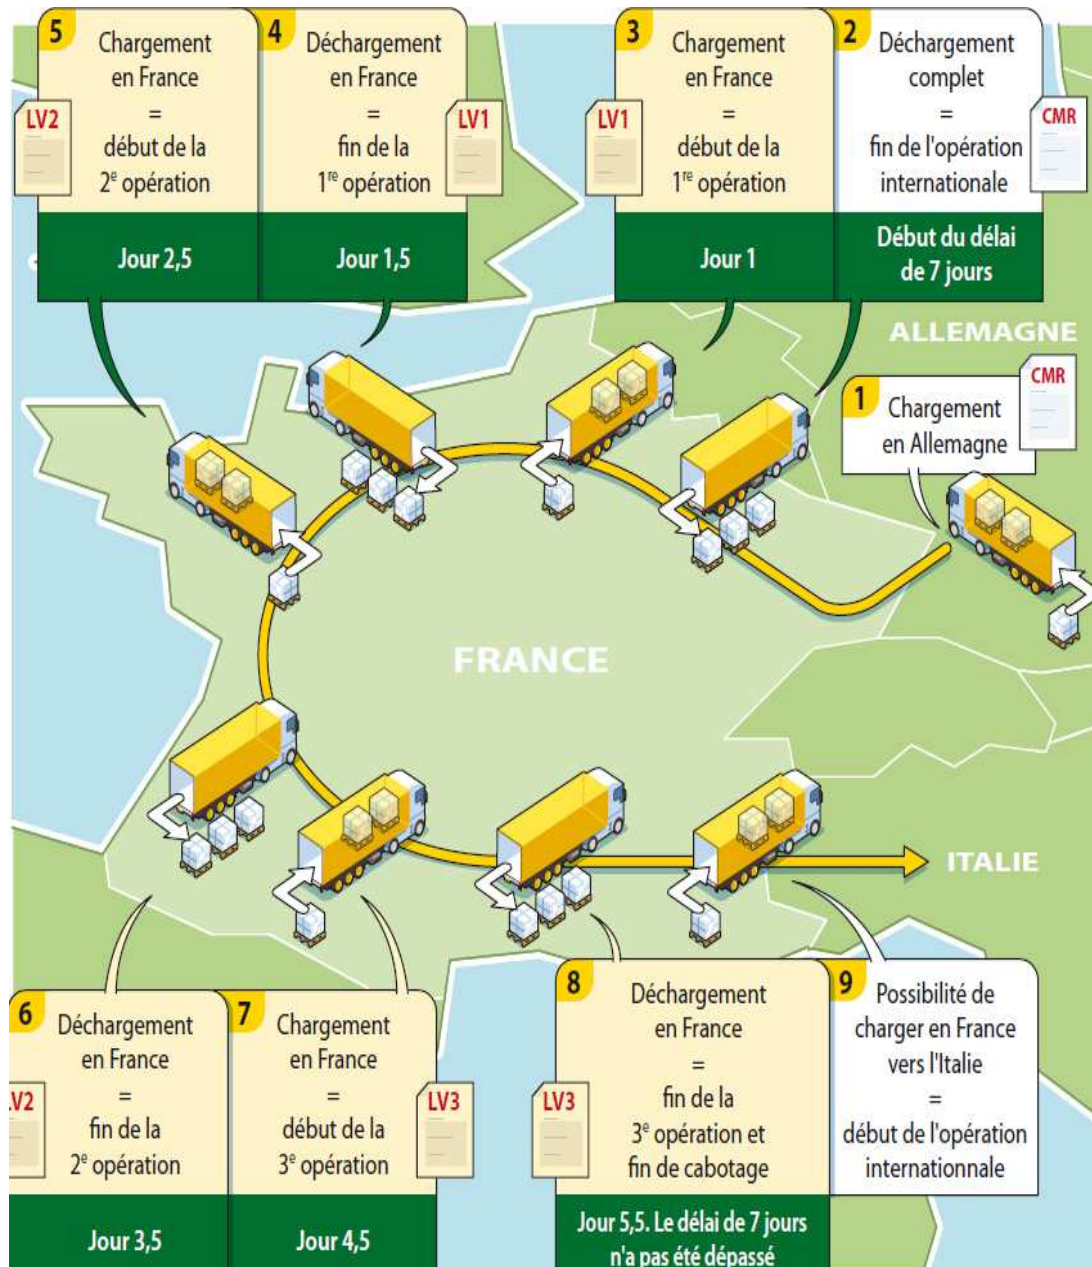 5
Chargement
en France
=
début de la
2e opération
LV2
Jour 2,5
4
Déchargement
en France
=
fin de la
1re opération
LV1
Jour 1,5
3
Chargement
en France
=
début de la
1re opération
LV1
Jour 1
2
Déchargement
complet
=
fin de l'opération
internationale
CMR
Début du délai
de 7 jours
ALLEMAGNE
1
Chargement
en Allemagne
CMR
FRANCE
ITALIE
6
Déchargement
en France
=
fin de la
2e opération
LV2
Jour 3,5
7
Chargement
en France
=
début de la
3e opération
LV3
Jour 4,5
8
Déchargement
en France
=
fin de la
3e opération et
fin de cabotage
LV3
Jour 5,5. Le délai de 7 jours
n'a pas été dépassé
9
Possibilité de
charger en France
vers l'Italie
=
début de l'opération
internationnale